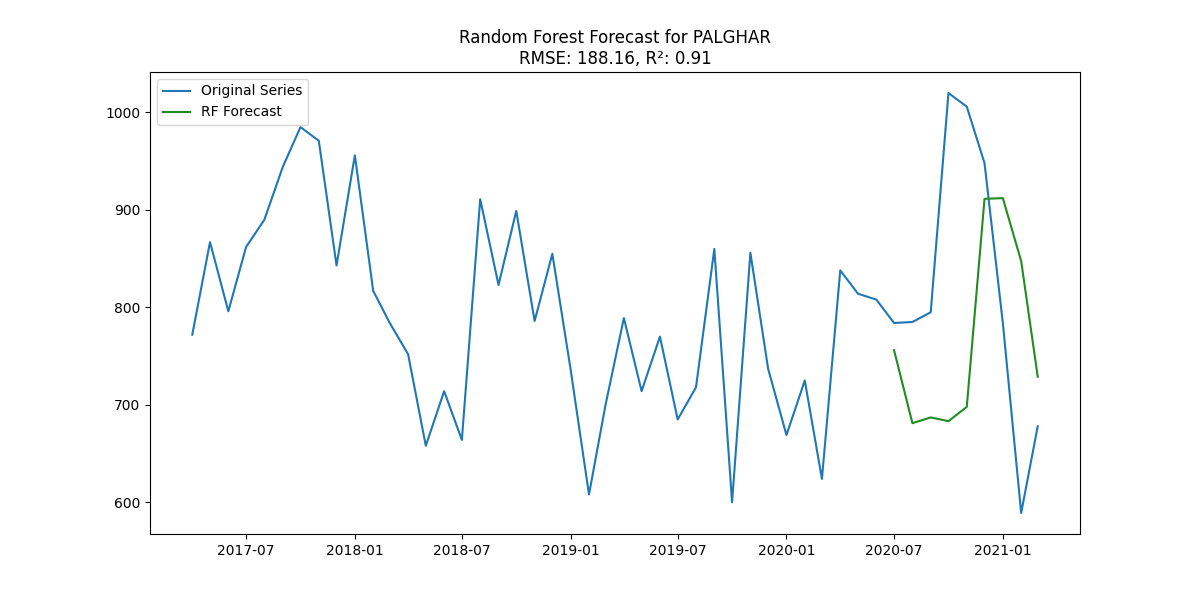 Random Forest Forecast for PALGHAR
RMSE: 188.16, R²: 0.91
Original Series
RF Forecast
1000
900
800
700
600
2017-07 2018-01 2018-07 2019-01 2019-07 2020-01 2020-07 2021-01